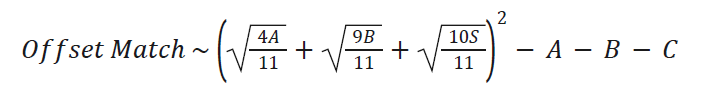 Offset Match ~ (√(4A/11) + √(9B/11) + √(10S/11))² − A − B − C